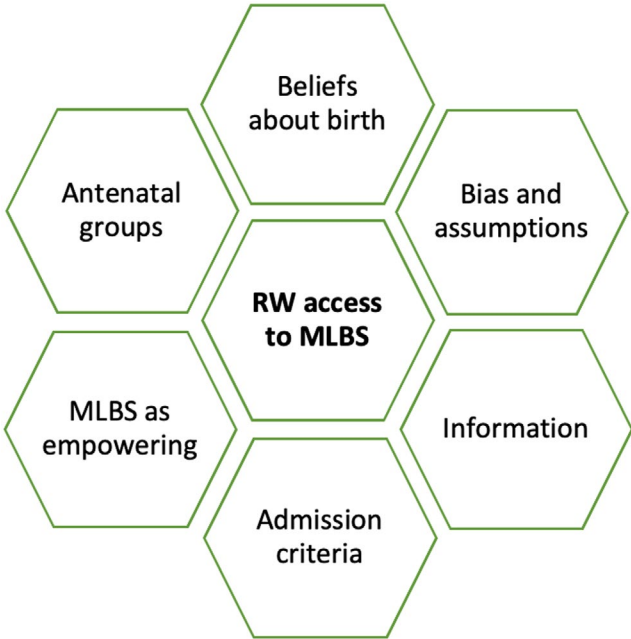 Beliefs
about birth
Antenatal
groups
Bias and
assumptions
RW access
to MLBS
MLBS as
empowering
Information
Admission
criteria